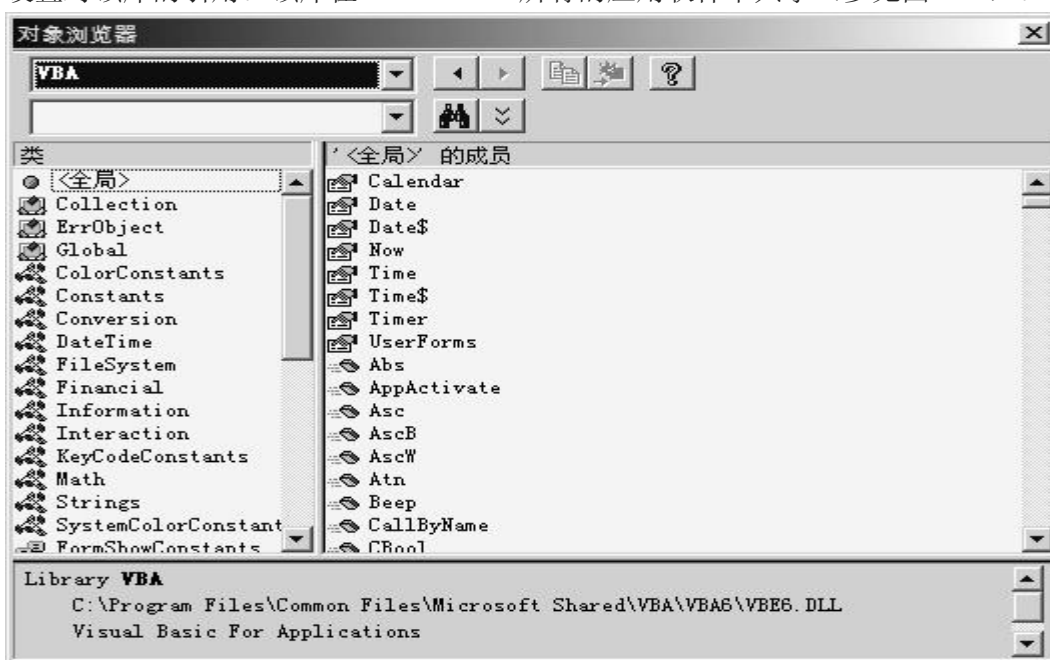 对象浏览器
VBA
类
'<全局>' 的成员
<全局>
Collection
ErrObject
Global
ColorConstants
Constants
Conversion
DateTime
FileSystem
Financial
Information
Interaction
KeyCodeConstants
Math
Strings
SystemColorConstant
FormShowConstants
Calendar
Date
Date$
Now
Time
Time$
Timer
UserForms
Abs
AppActivate
Asc
AscB
AscW
Atn
Beep
CallByName
CBool
Library VBA
C:\Program Files\Common Files\Microsoft Shared\VBA\VBA6\VBE6.DLL
Visual Basic For Applications